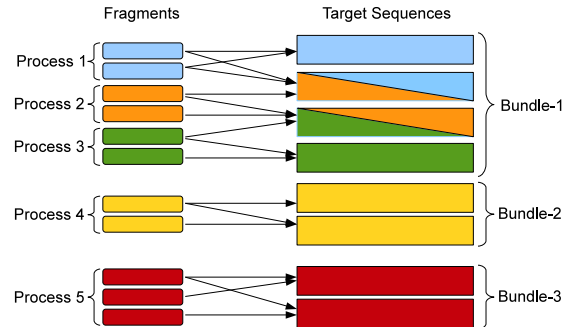 Fragments
Target Sequences
Process 1
Process 2
Process 3
Bundle-1
Process 4
Bundle-2
Process 5
Bundle-3